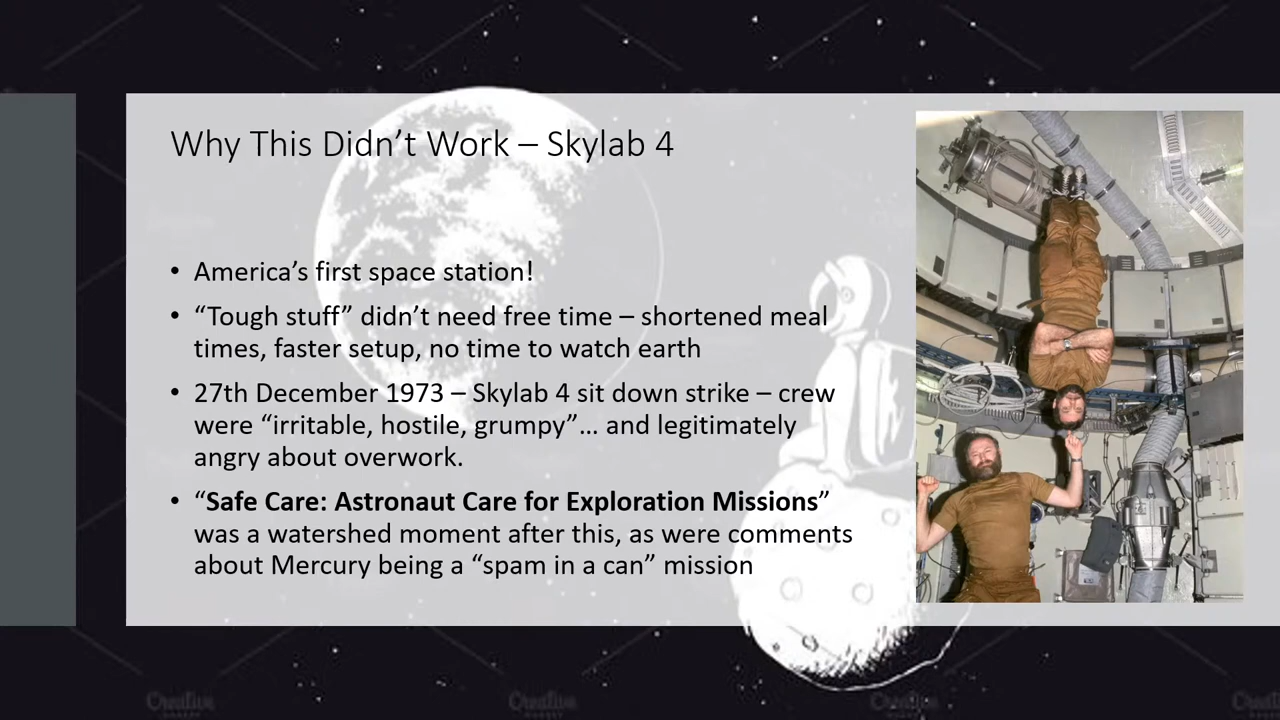 Why This Didn’t Work – Skylab 4
• America’s first space station!
• “Tough stuff” didn’t need free time – shortened meal
times, faster setup, no time to watch earth
• 27th December 1973 – Skylab 4 sit down strike – crew
were “irritable, hostile, grumpy”… and legitimately
angry about overwork.
• “Safe Care: Astronaut Care for Exploration Missions”
was a watershed moment after this, as were comments
about Mercury being a “spam in a can” mission
Creative
Creative
Creative